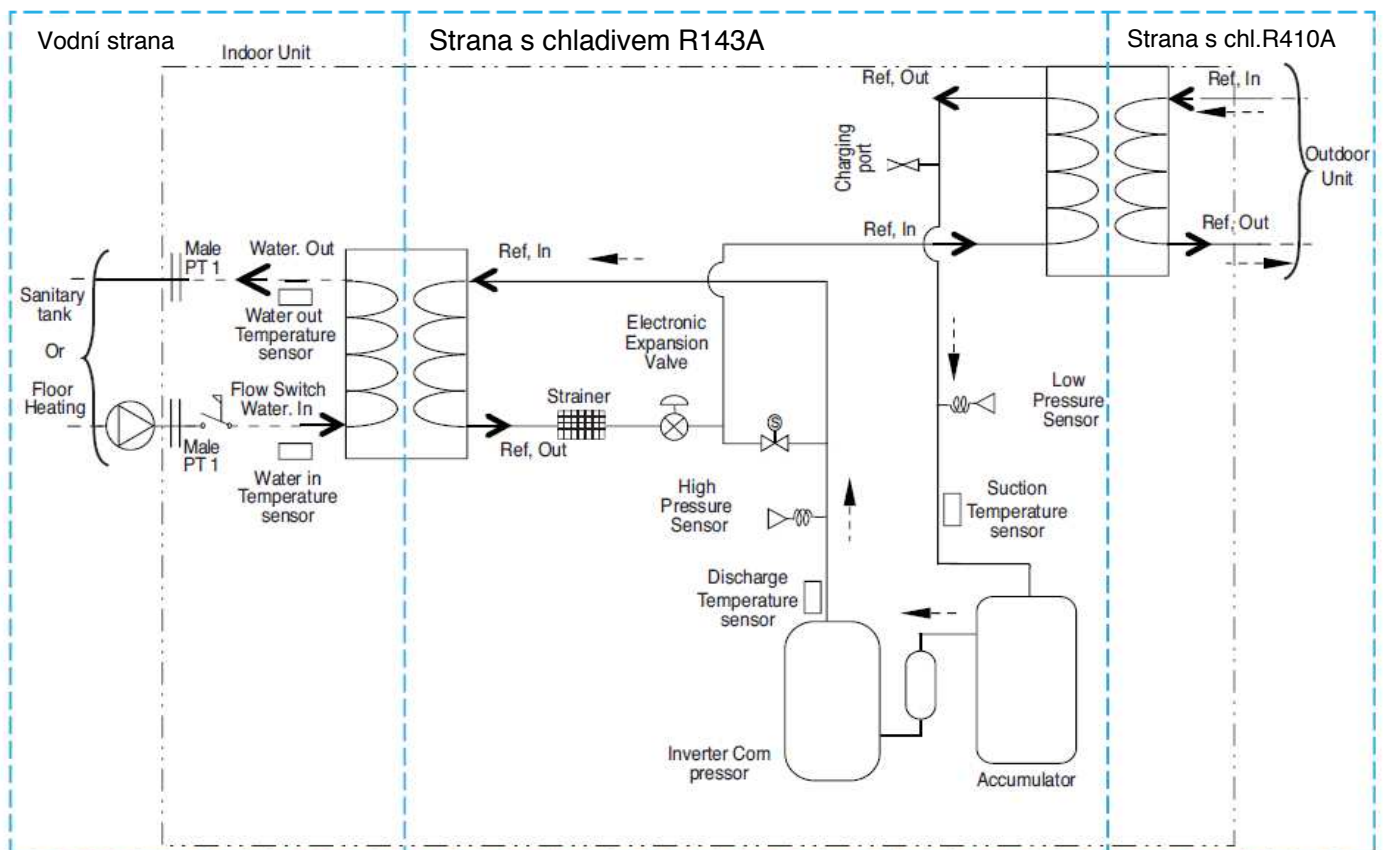 Vodní strana
Strana s chladivem R143A
Strana s chl.R410A
Indoor Unit
Ref, Out
Ref, In
Charging
port
Outdoor
Unit
Ref, In
Ref, Out
Male
PT 1
Water. Out
Ref, In
Sanitary
tank
Or
Floor
Heating
Water out
Temperature
sensor
Electronic
Expansion
Valve
Flow Switch
Water. In
Strainer
Low
Pressure
Sensor
S
Male
PT 1
Ref, Out
Water in
Temperature
sensor
High
Pressure
Sensor
Suction
Temperature
sensor
Discharge
Temperature
sensor
Inverter Com
pressor
Accumulator